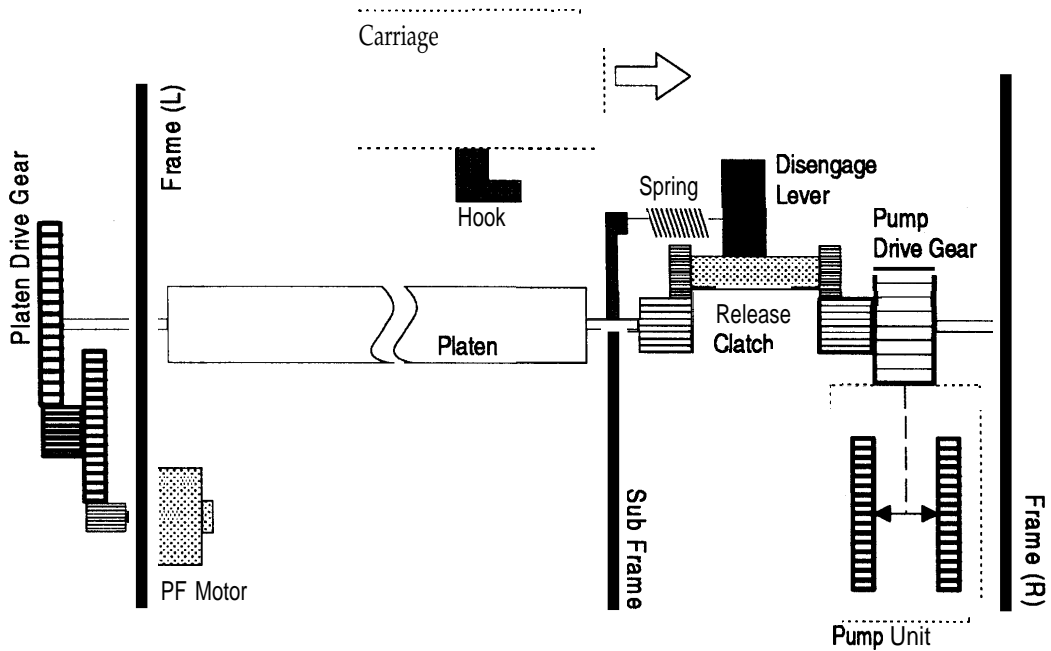 Carriage
Frame (L)
Platen Drive Gear
Hook
Spring
Disengage
Lever
Pump
Drive Gear
Release
Clatch
Platen
Sub Frame
Frame (R)
PF Motor
Pump Unit